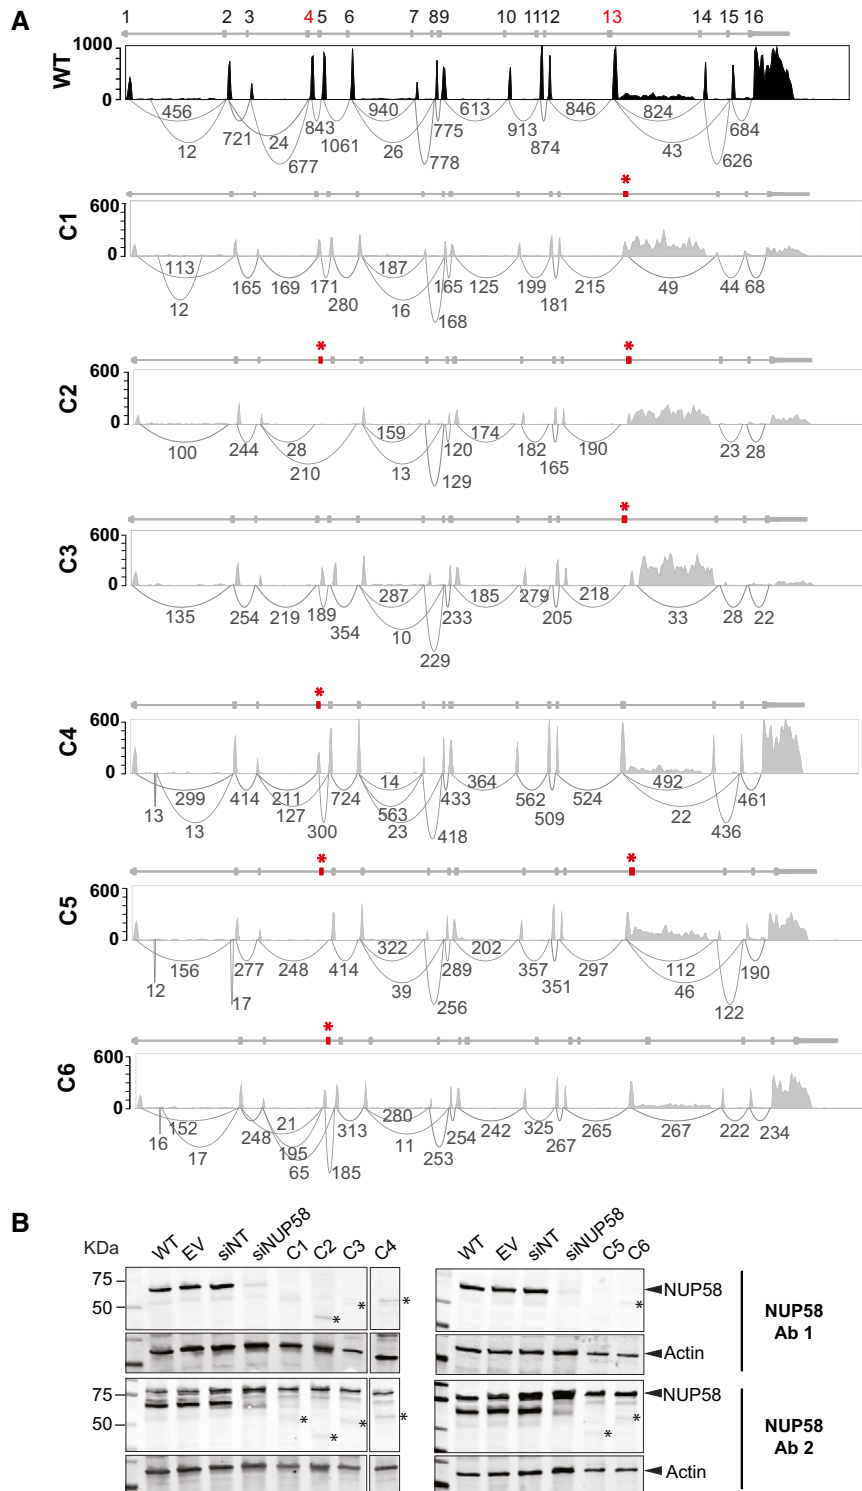 A
1 2 3 4 5 6 7 8 9 10 11 12 13 14 15 16
WT
1000
0
456 940 613 846 824
843 775 913 684
12 721 24 1061 26 874 43
677 778 626
*
C1
600
0
113 187
165 169 171 165 125 199 215 49 44 68
12 280 16 181
168
* *
C2
600
0
159 174
100 244 28 120 182 190 23 28
210 13 165
129
*
C3
600
0
287 185 279 218
135 254 219 189 233 205 33 28 22
354 10
229
*
C4
600
0
14 364 492
299 414 211 724 433 562 524 461
13 127 563 509 22
13 300 23 418 436
* *
C5
600
0
322 202
156 277 248 414 289 357 297 112 190
12 39 351 46
17 256 122
*
C6
600
0
280
152 21 313 242 325 265 267 222 234
16 248 11 254 267
17 195 253
65 185
B
KDa WT EV siNT siNUP58 C1 C2 C3 C4
WT EV siNT siNUP58 C5 C6
75
50
* * *
*
NUP58
Actin
NUP58
Ab 1
75
50
* * * *
* *
NUP58
Actin
NUP58
Ab 2